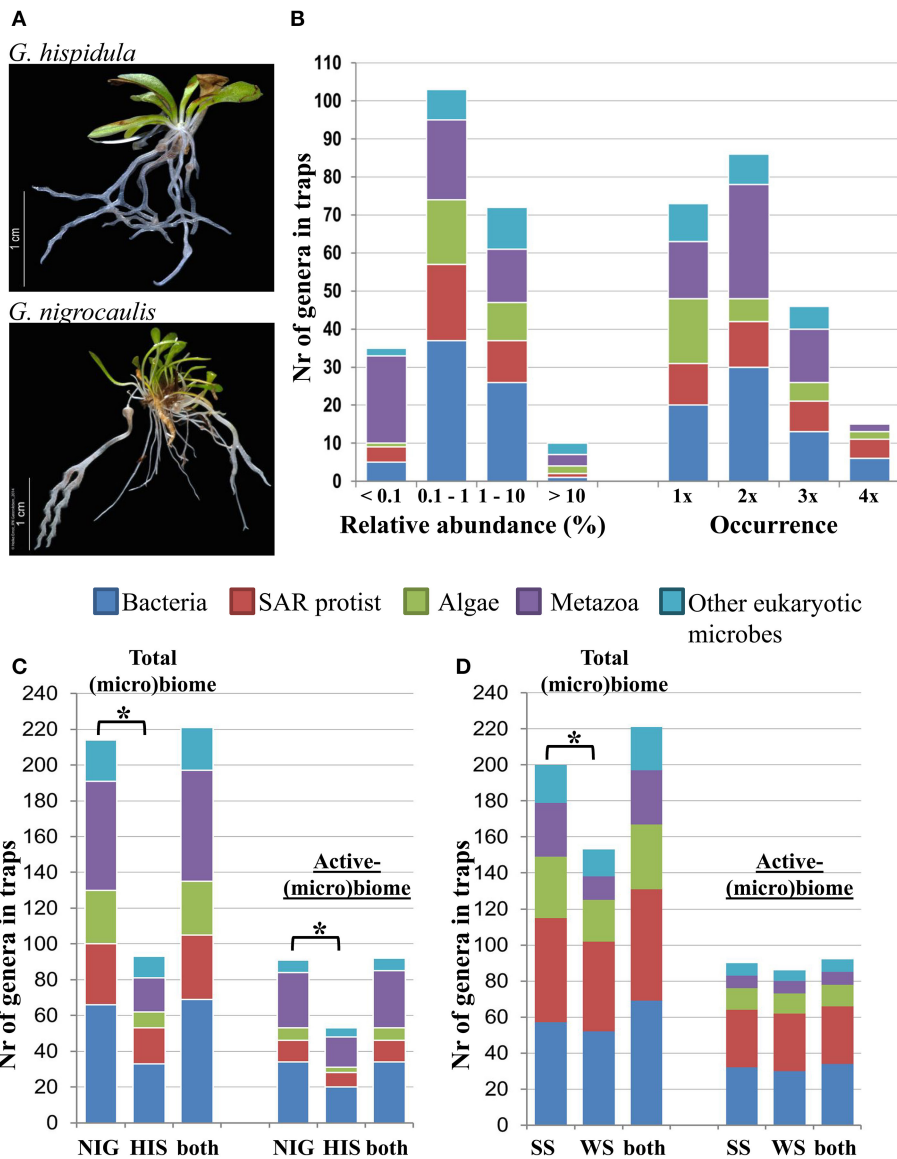 A
G. hispidula
1 cm
G. nigrocaulis
1 cm
B
Nr of genera in traps
110
100
90
80
70
60
50
40
30
20
10
0
< 0.1 0.1 - 1 1 - 10 > 10 1x 2x 3x 4x
Relative abundance (%) Occurrence
Bacteria SAR protist Algae Metazoa Other eukaryotic
microbes
C
Total
(micro)biome
Nr of genera in traps
240
220
200
180
160
140
120
100
80
60
40
20
0
*
Active-
(micro)biome
*
NIG HIS both NIG HIS both
D
Total
(micro)biome
Nr of genera in traps
240
220
200
180
160
140
120
100
80
60
40
20
0
*
Active-
(micro)biome
SS WS both SS WS both